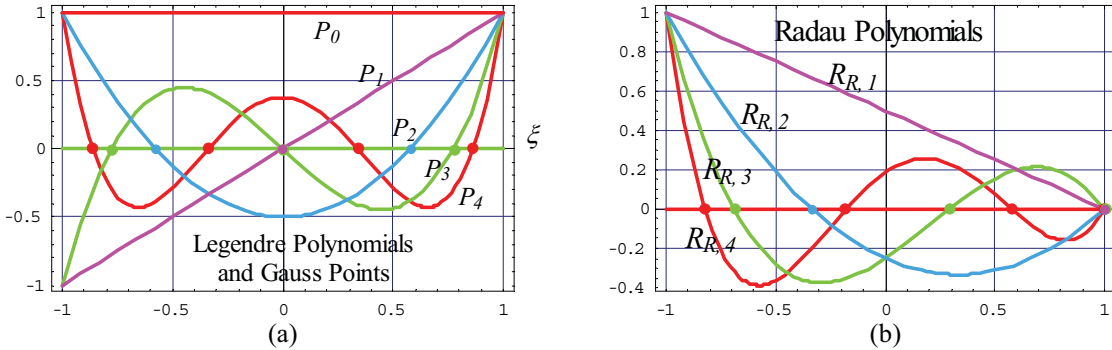 1
0.5
0
-0.5
-1
P0
P1
P2
P3
P4
Legendre Polynomials
and Gauss Points
-1 -0.5 0 0.5 1
(a)
ξ
1
0.8
0.6
0.4
0.2
0
-0.2
-0.4
Radau Polynomials
RR, 1
RR, 2
RR, 3
RR, 4
-1 -0.5 0 0.5 1
(b)